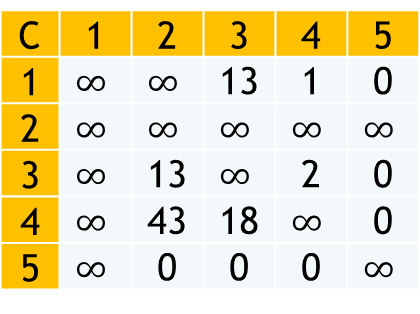 C 1 2 3 4 5
1 ∞ ∞ 13 1 0
2 ∞ ∞ ∞ ∞ ∞
3 ∞ 13 ∞ 2 0
4 ∞ 43 18 ∞ 0
5 ∞ 0 0 0 ∞